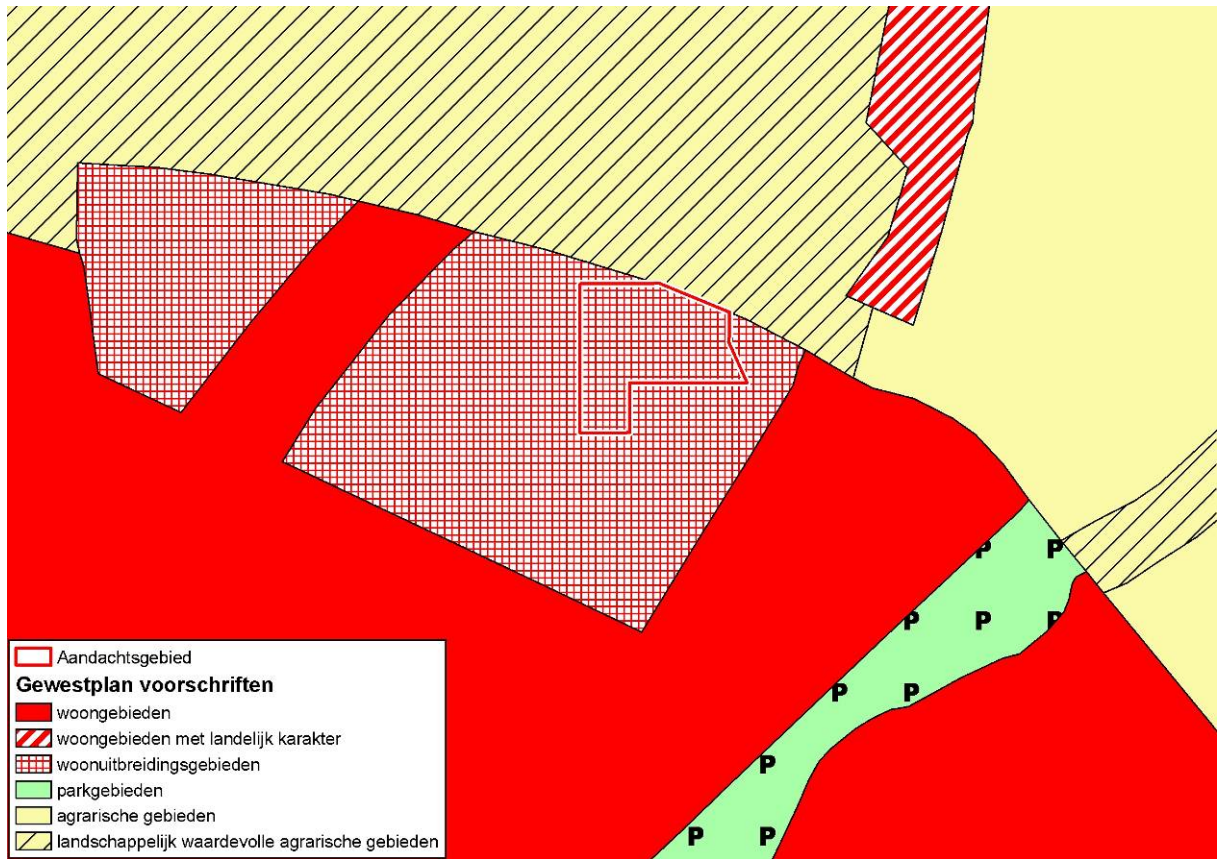 P P
P P P
P P
P
P P
Aandachtsgebied
Gewestplan voorschriften
woongebieden
woongebieden met landelijk karakter
woonuitbreidingsgebieden
parkgebieden
agrarische gebieden
landschappelijk waardevolle agrarische gebieden